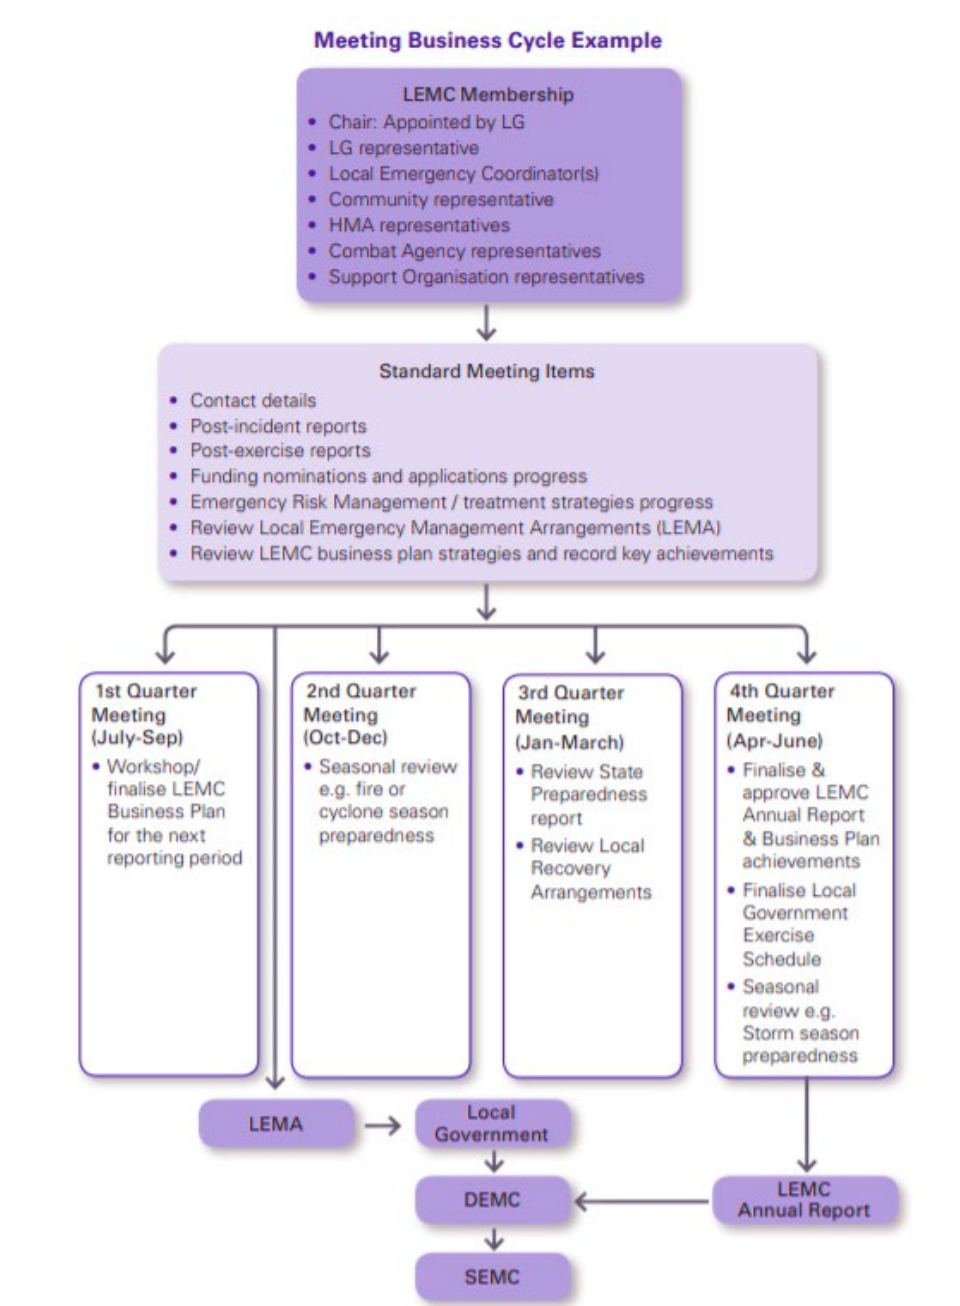 Meeting Business Cycle Example
LEMC Membership
• Chair: Appointed by LG
• LG representative
• Local Emergency Coordinator(s)
• Community representative
• HMA representatives
• Combat Agency representatives
• Support Organisation representatives
Standard Meeting Items
• Contact details
• Post-incident reports
• Post-exercise reports
• Funding nominations and applications progress
• Emergency Risk Management / treatment strategies progress
• Review Local Emergency Management Arrangements (LEMA)
• Review LEMC business plan strategies and record key achievements
1st Quarter
Meeting
(July-Sep)
• Workshop/
finalise LEMC
Business Plan
for the next
reporting period
2nd Quarter
Meeting
(Oct-Dec)
• Seasonal review
e.g. fire or
cyclone season
preparedness
3rd Quarter
Meeting
(Jan-March)
• Review State
Preparedness
report
• Review Local
Recovery
Arrangements
4th Quarter
Meeting
(Apr-June)
• Finalise &
approve LEMC
Annual Report
& Business Plan
achievements
• Finalise Local
Government
Exercise
Schedule
• Seasonal
review e.g.
Storm season
preparedness
LEMA
Local
Government
DEMC
LEMC
Annual Report
SEMC